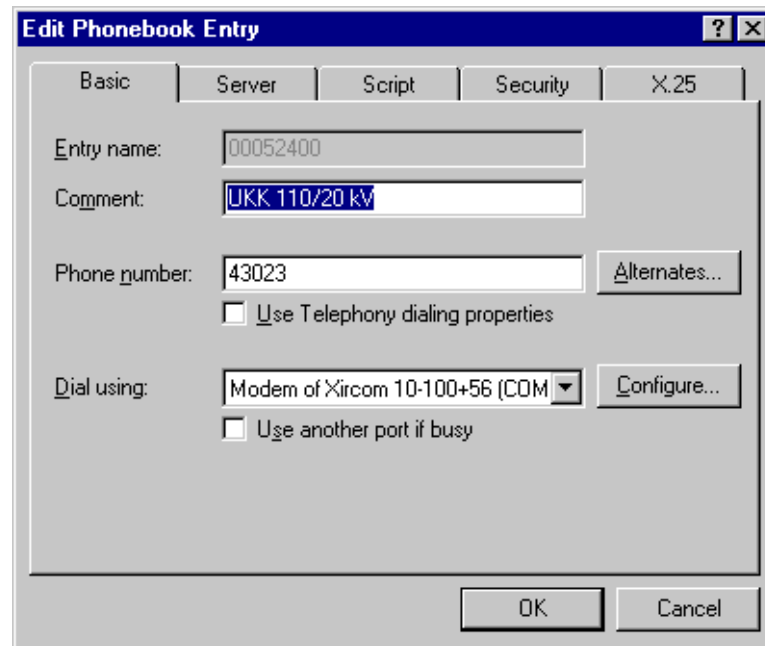 Edit Phonebook Entry
Basic Server Script Security X.25
Entry name: 00052400
Comment: UKK 110/20 kV
Phone number: 43023 Alternates...
Use Telephony dialing properties
Dial using: Modem of Xircom 10-100+56 (COM Configure...
Use another port if busy
OK Cancel